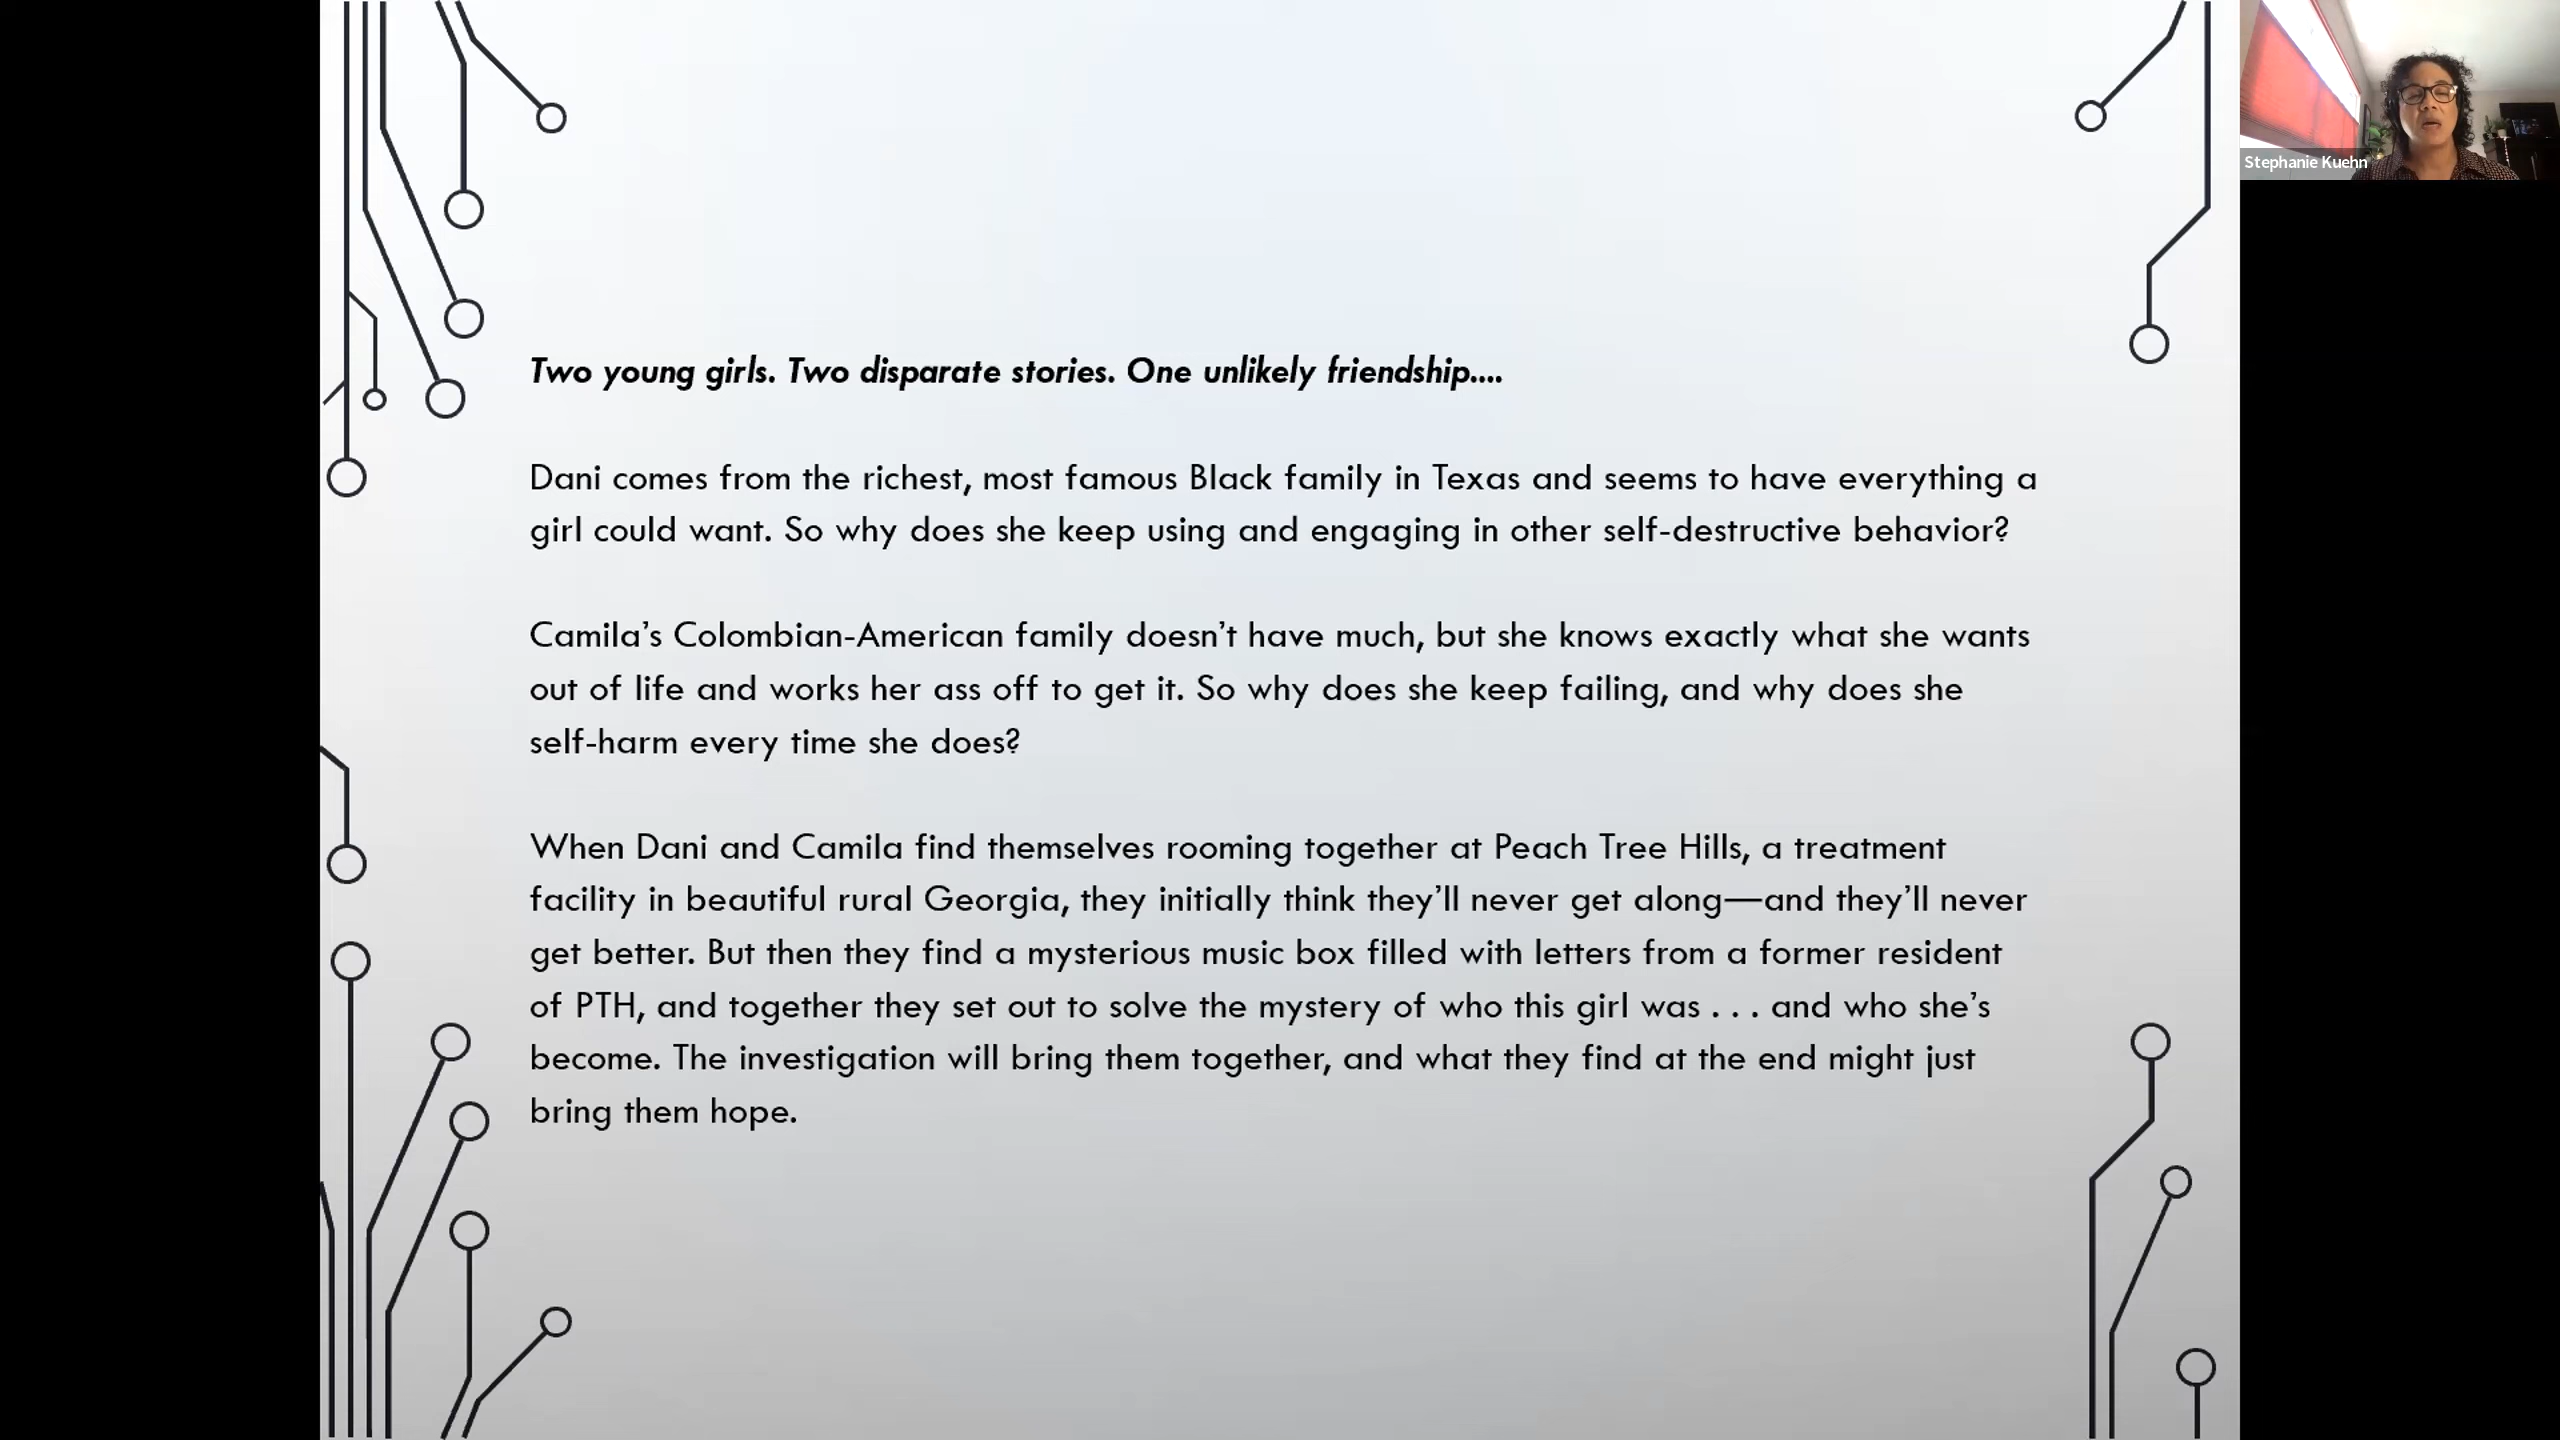 Two young girls. Two disparate stories. One unlikely friendship....
Dani comes from the richest, most famous Black family in Texas and seems to have everything a
girl could want. So why does she keep using and engaging in other self-destructive behavior?
Camila’s Colombian-American family doesn’t have much, but she knows exactly what she wants
out of life and works her ass off to get it. So why does she keep failing, and why does she
self-harm every time she does?
When Dani and Camila find themselves rooming together at Peach Tree Hills, a treatment
facility in beautiful rural Georgia, they initially think they’ll never get along—and they’ll never
get better. But then they find a mysterious music box filled with letters from a former resident
of PTH, and together they set out to solve the mystery of who this girl was . . . and who she’s
become. The investigation will bring them together, and what they find at the end might just
bring them hope.
Stephanie Kuehn